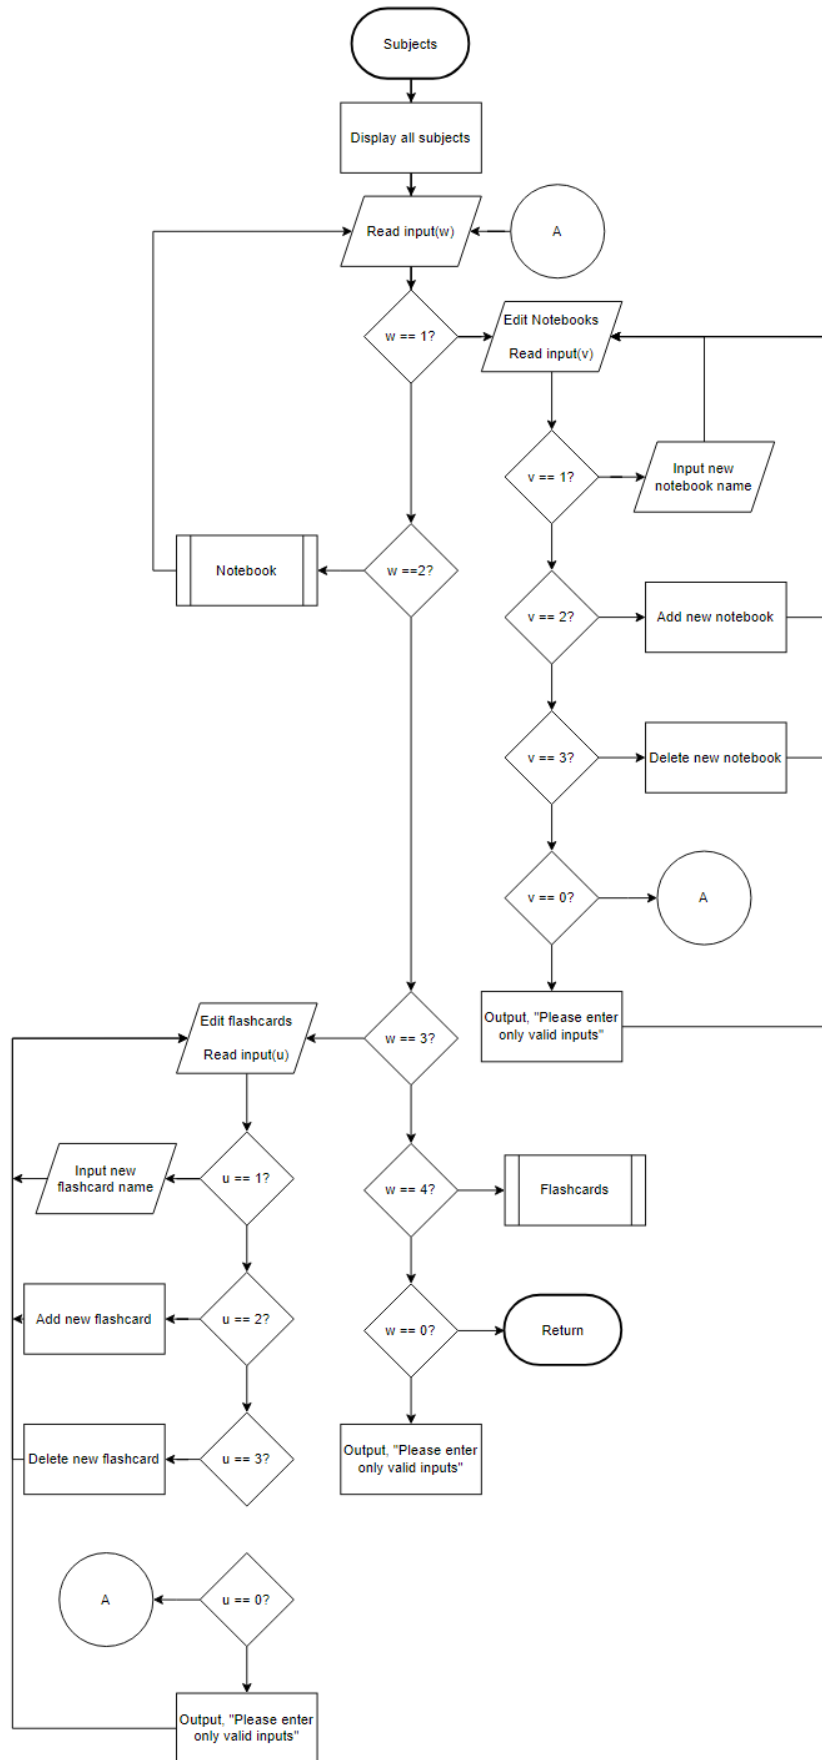 Subjects
Display all subjects
Read input(w)
A
w == 1?
Edit Notebooks
Read input(v)
v == 1?
Input new
notebook name
Notebook
w ==2?
v == 2?
Add new notebook
v == 3?
Delete new notebook
v == 0?
A
Output, "Please enter
only valid inputs"
Edit flashcards
Read input(u)
w == 3?
Input new
flashcard name
u == 1?
w == 4?
Flashcards
Add new flashcard
u == 2?
w == 0?
Return
Delete new flashcard
u == 3?
Output, "Please enter
only valid inputs"
A
u == 0?
Output, "Please enter
only valid inputs"